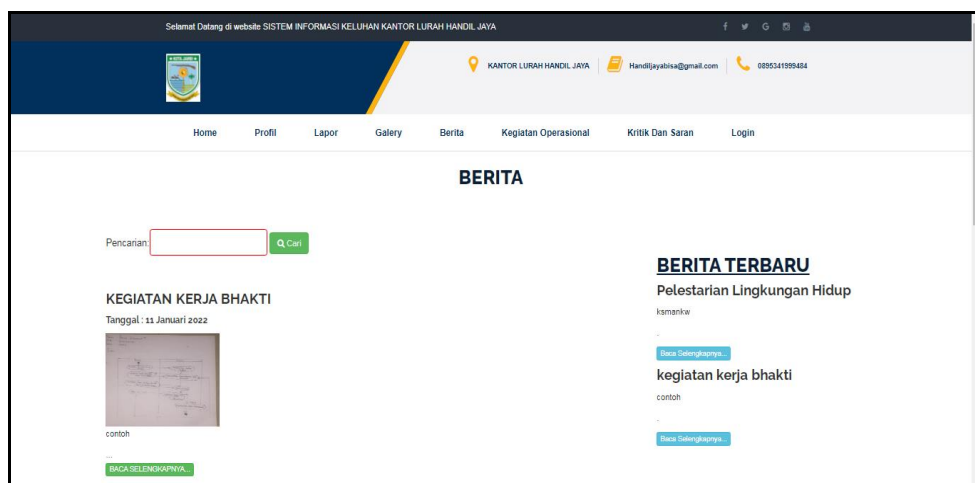 Selamat Datang di website SISTEM INFORMASI KELUHAN KANTOR LURAH HANDIL JAYA
KANTOR LURAH HANDIL JAYA
Handiljayabisa@gmail.com
0895341999484
Home Profil Lapor Galery Berita Kegiatan Operasional Kritik Dan Saran Login
BERITA
Pencarian:
Cari
KEGIATAN KERJA BHAKTI
Tanggal : 11 Januari 2022
contoh
...
BACA SELENGKAPNYA...
BERITA TERBARU
Pelestarian Lingkungan Hidup
ksmankw
.
Baca Selengkapnya...
kegiatan kerja bhakti
contoh
.
Baca Selengkapnya...